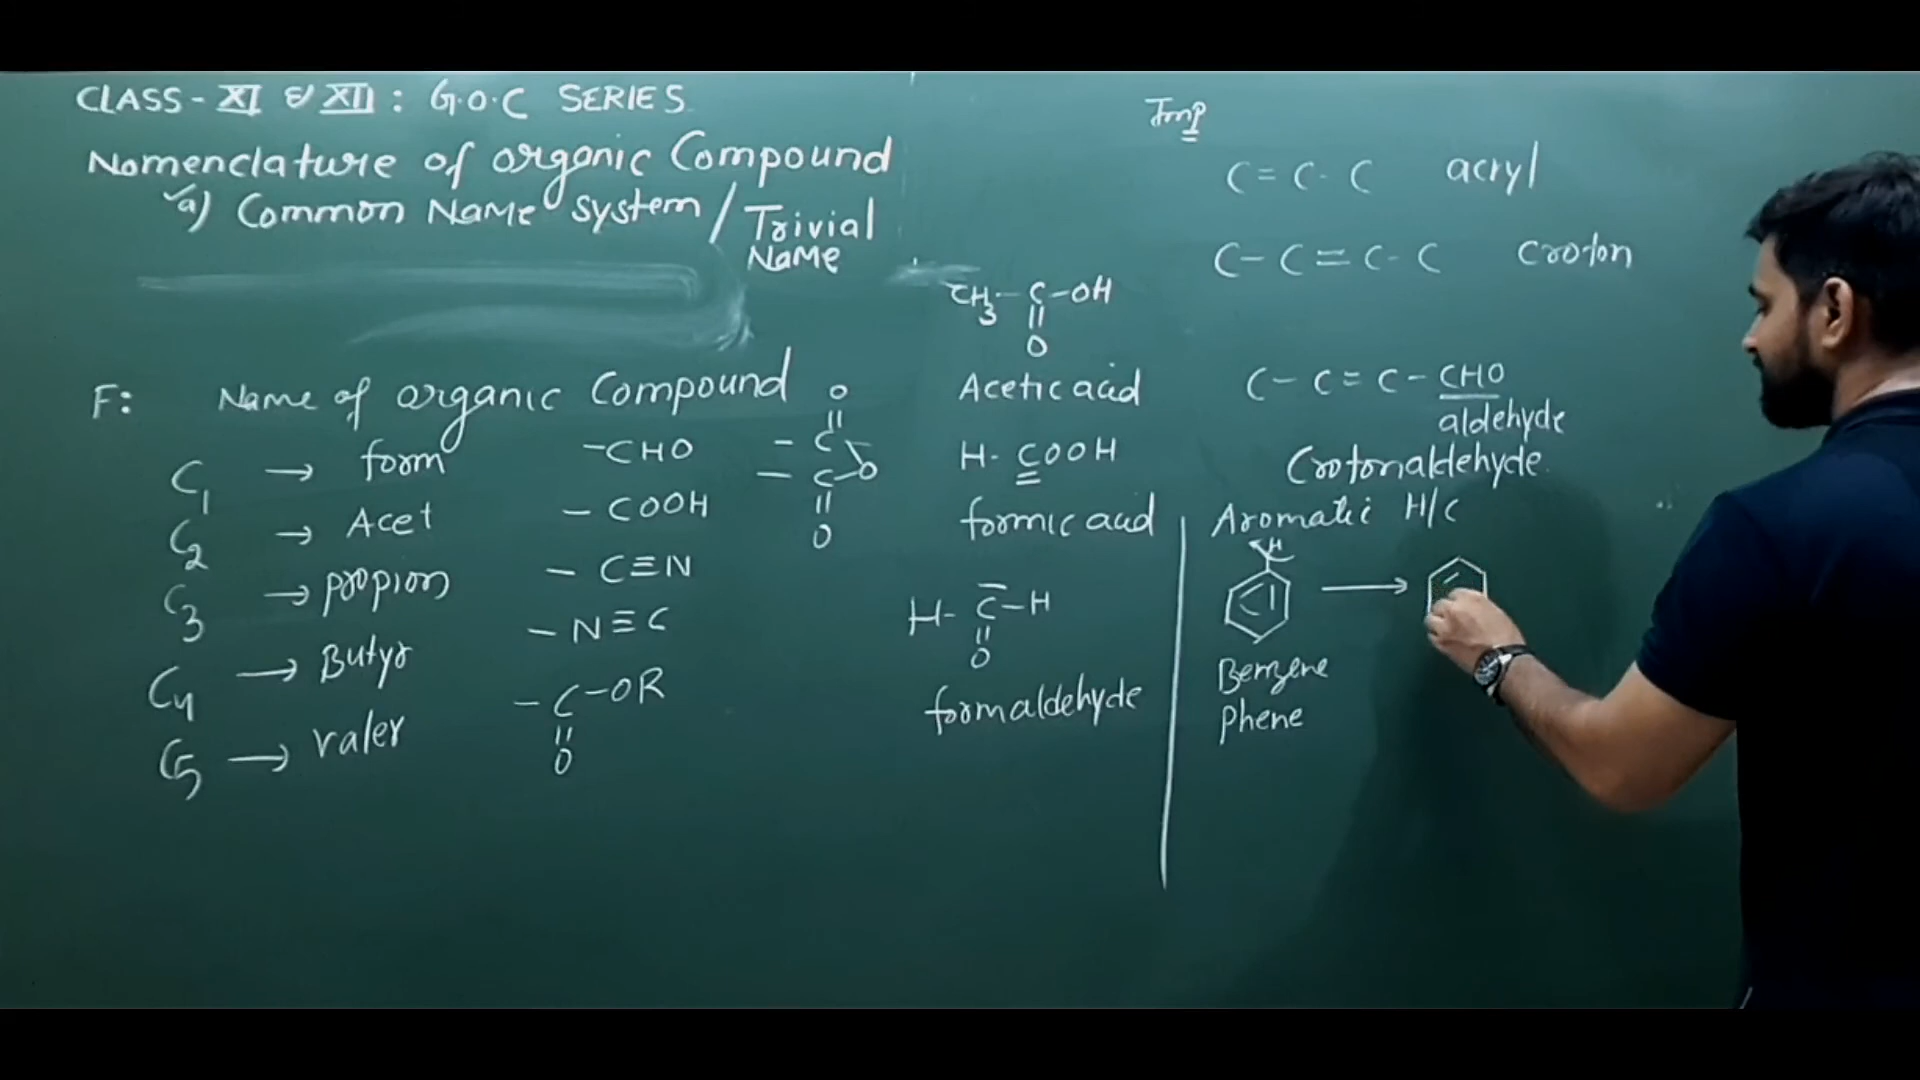 CLASS - XI & XII : G.O.C SERIES
Nomenclature of organic Compound
a) Common Name System / Trivial Name
F: Name of organic Compound
C1 → form
C2 → Acet
C3 → propion
C4 → Butyr
C5 → valer
-CHO
- COOH
- C≡N
- N≡C
- C-OR
||
O
O
||
- C
O
- C
||
O
CH3 - C-OH
||
O
Acetic acid
H- COOH
formic acid
H- C-H
||
O
formaldehyde
Imp
C=C-C acryl
C-C=C-C croton
C-C=C-CHO
aldehyde
Crotonaldehyde
Aromatic H/C
H
→
Benzene
Phene